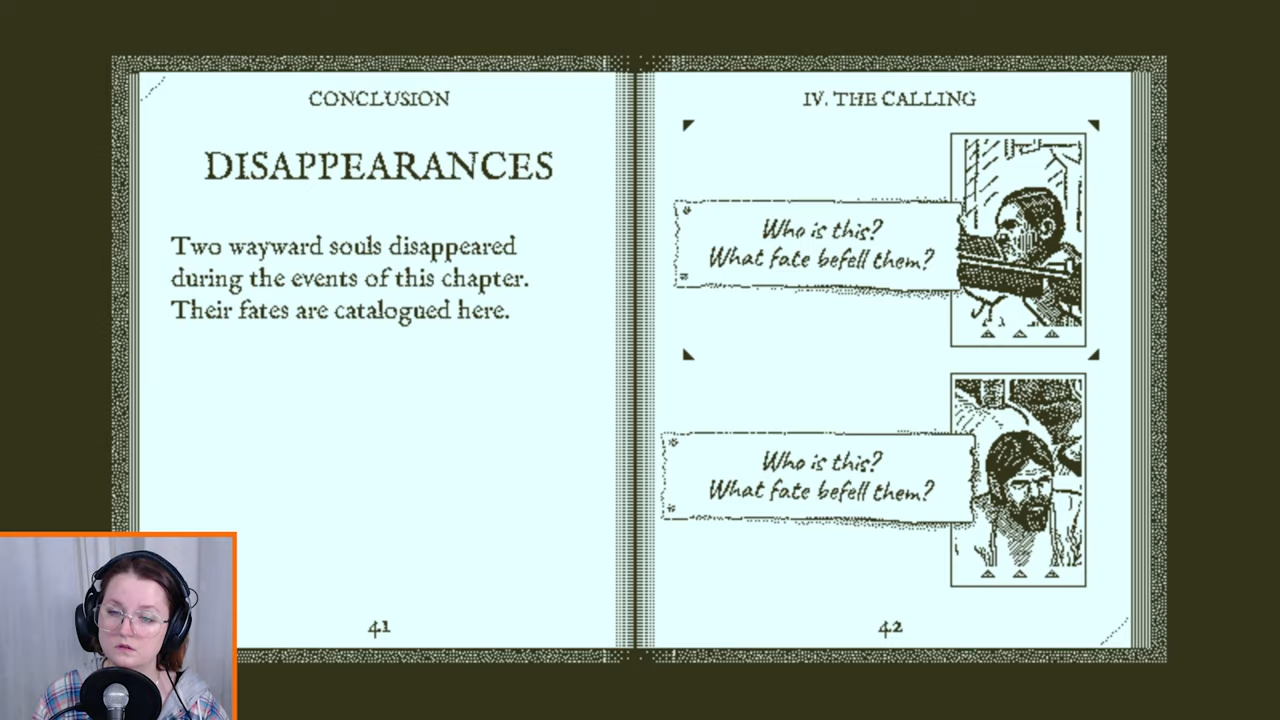 CONCLUSION
DISAPPEARANCES
Two wayward souls disappeared
during the events of this chapter.
Their fates are catalogued here.
41
IV. THE CALLING
Who is this?
What fate befell them?
Who is this?
What fate befell them?
42